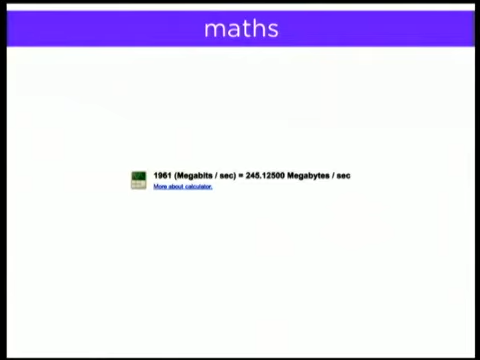 maths
1961 (Megabits / sec) = 245.12500 Megabytes / sec
More about calculator.